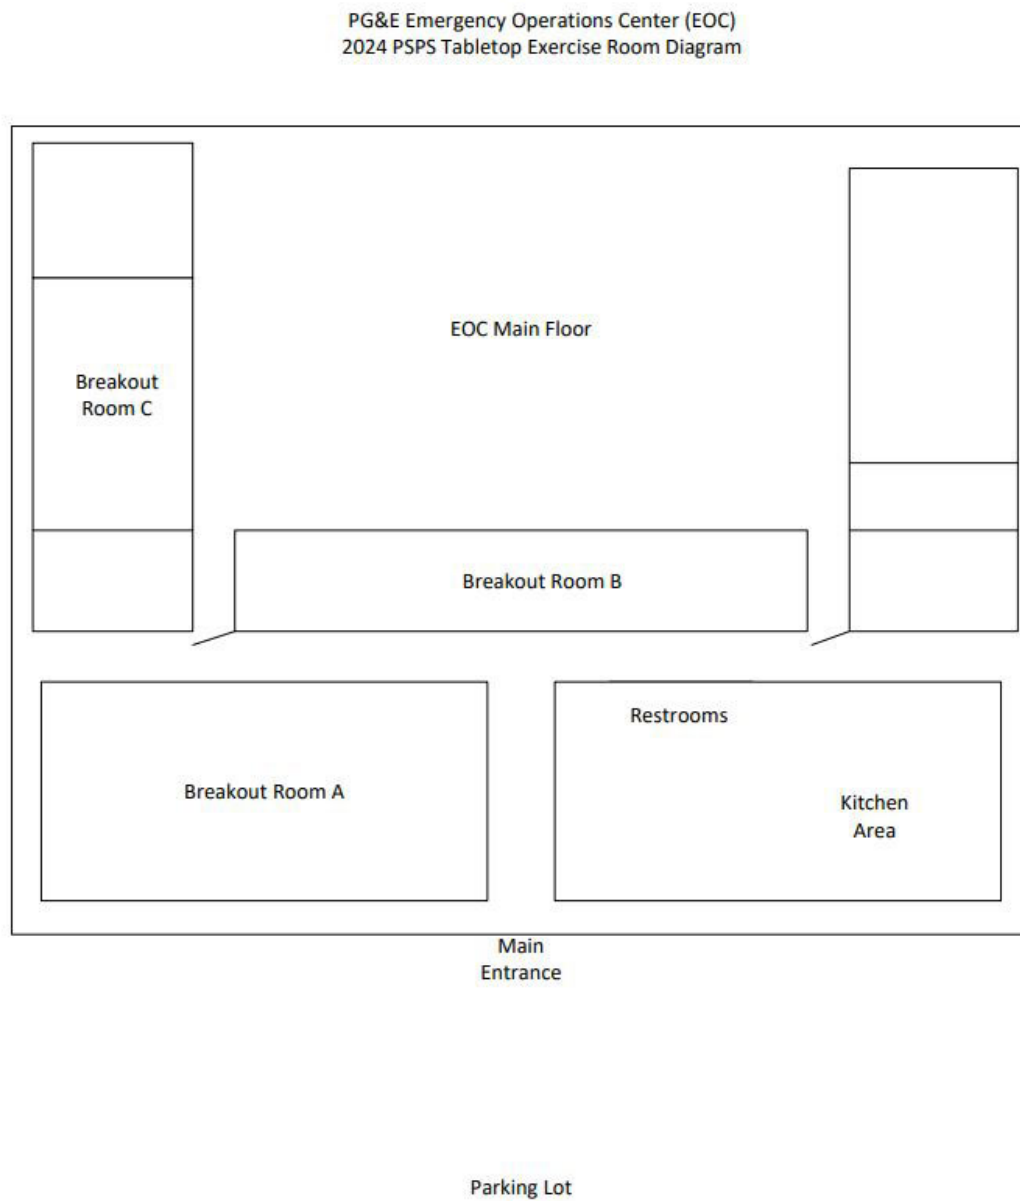 PG&E Emergency Operations Center (EOC)
2024 PSPS Tabletop Exercise Room Diagram
EOC Main Floor
Breakout
Room C
Breakout Room B
Restrooms
Breakout Room A
Kitchen
Area
Main
Entrance
Parking Lot